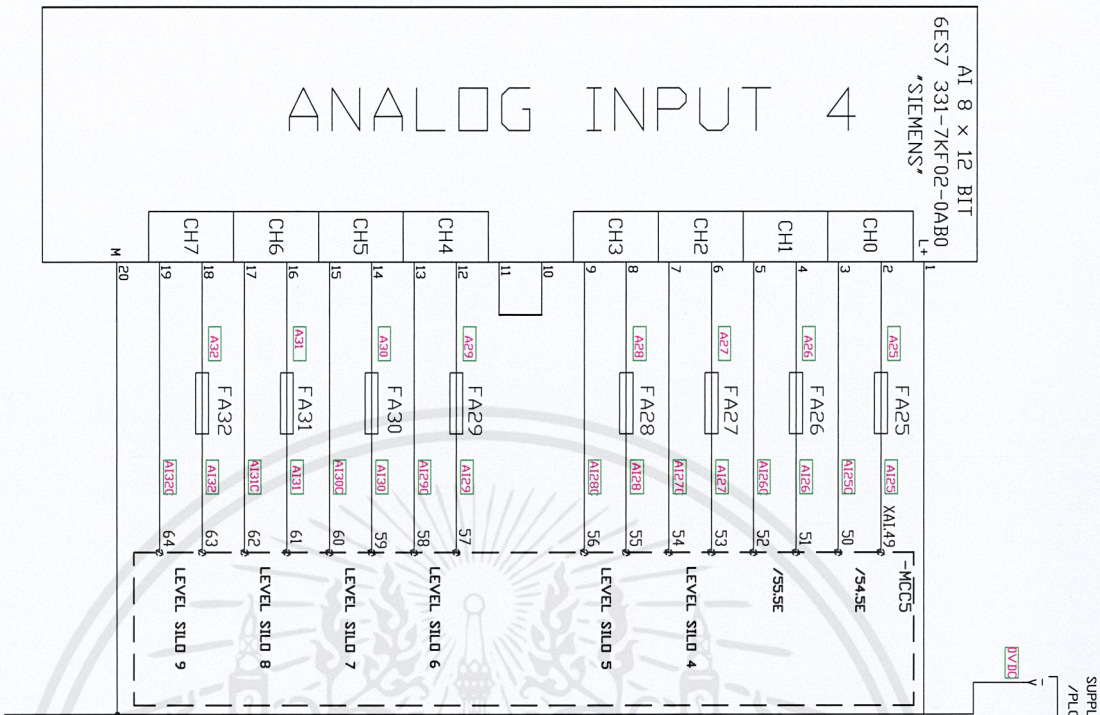 AI 8 x 12 BIT
6ES7 331-7KF02-0AB0
"SIEMENS"
ANALOG INPUT 4
L+
1
CH0
2
A25
FA25
AI25
XAI.49
3
AI25C
50
CH1
4
A26
FA26
AI26
51
5
AI26C
52
CH2
6
A27
FA27
AI27
53
7
AI27C
54
CH3
8
A28
FA28
AI28
55
9
AI28C
56
10
11
CH4
12
A29
FA29
AI29
57
13
AI29C
58
CH5
14
A30
FA30
AI30
59
15
AI30C
60
CH6
16
A31
FA31
AI31
61
17
AI31C
62
CH7
18
A32
FA32
AI32
63
19
AI32C
64
M
20
-MCC5
/54.5E
/55.5E
LEVEL SILO 4
LEVEL SILO 5
LEVEL SILO 6
LEVEL SILO 7
LEVEL SILO 8
LEVEL SILO 9
SUPPL
/PLC
0VDC